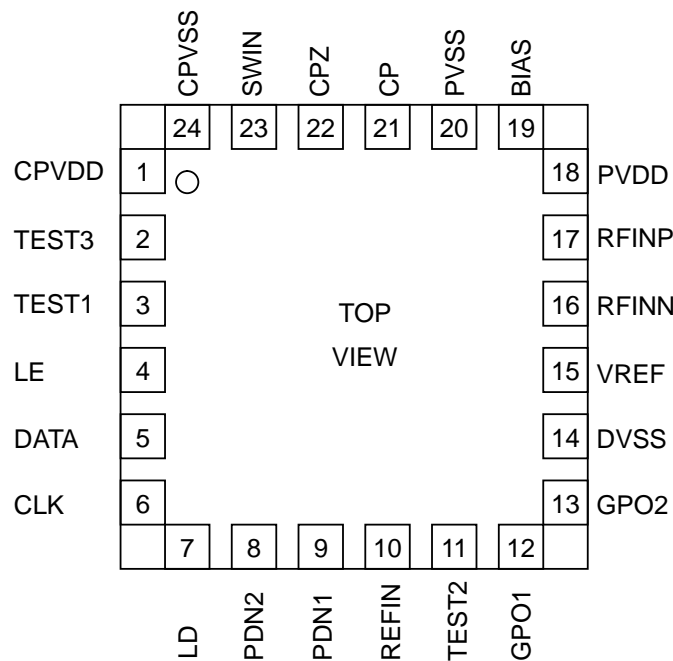 CPVSS
SWIN
CPZ
CP
PVSS
BIAS
24
23
22
21
20
19
CPVDD 1
18 PVDD
TEST3 2
17 RFINP
TEST1 3
16 RFINN
TOP
VIEW
LE 4
15 VREF
DATA 5
14 DVSS
CLK 6
13 GPO2
7
8
9
10
11
12
LD
PDN2
PDN1
REFIN
TEST2
GPO1